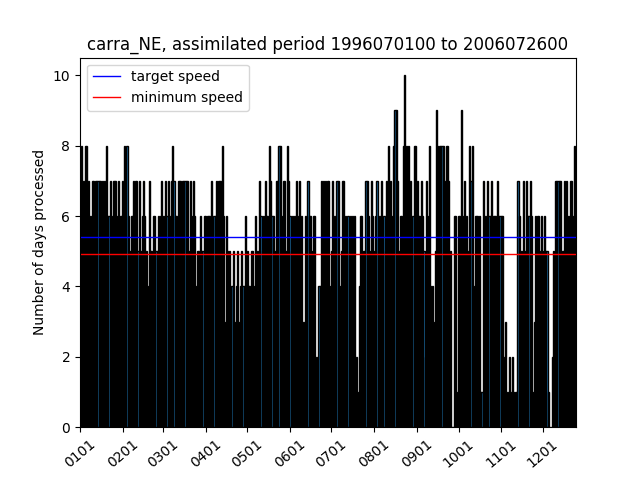 carra_NE, assimilated period 1996070100 to 2006072600
target speed
minimum speed
Number of days processed
10
8
6
4
2
0
0101 0201 0301 0401 0501 0601 0701 0801 0901 1001 1101 1201